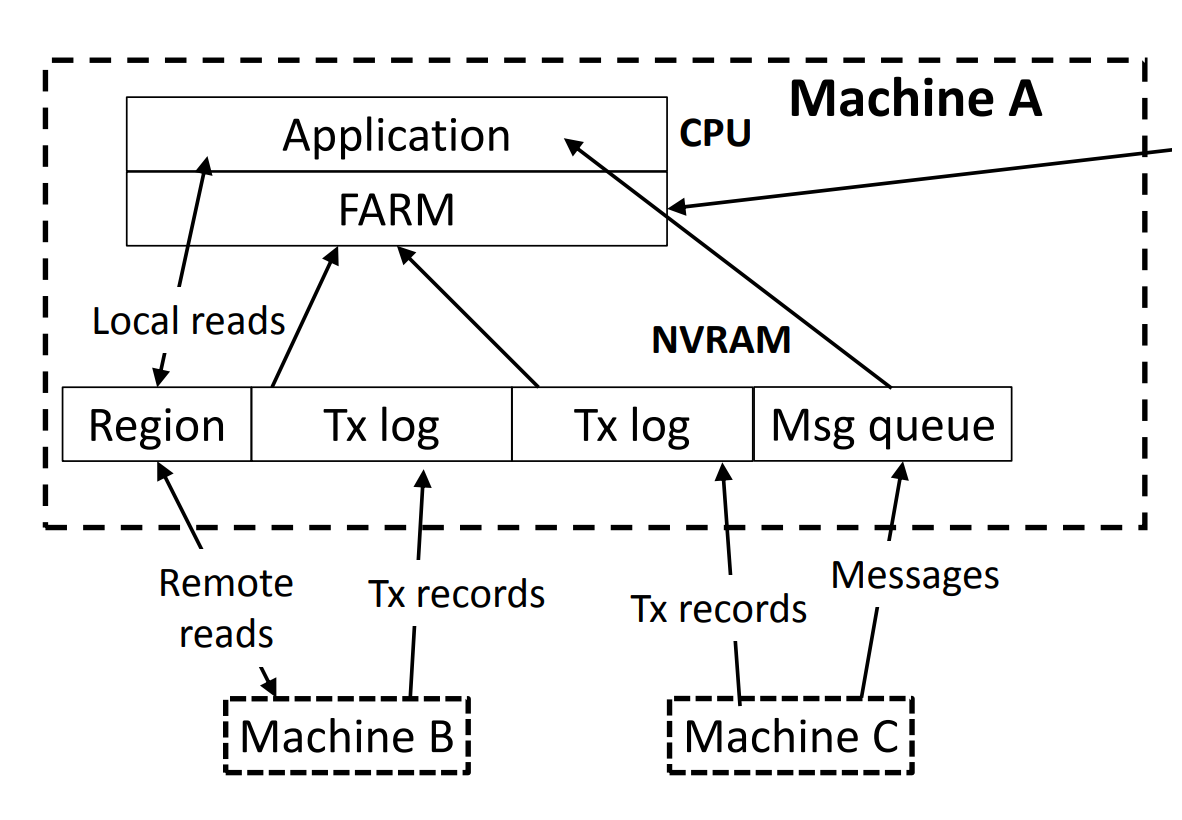 Machine A
Application
CPU
FARM
Local reads
NVRAM
Region
Tx log
Tx log
Msg queue
Remote
reads
Tx records
Tx records
Messages
Machine B
Machine C